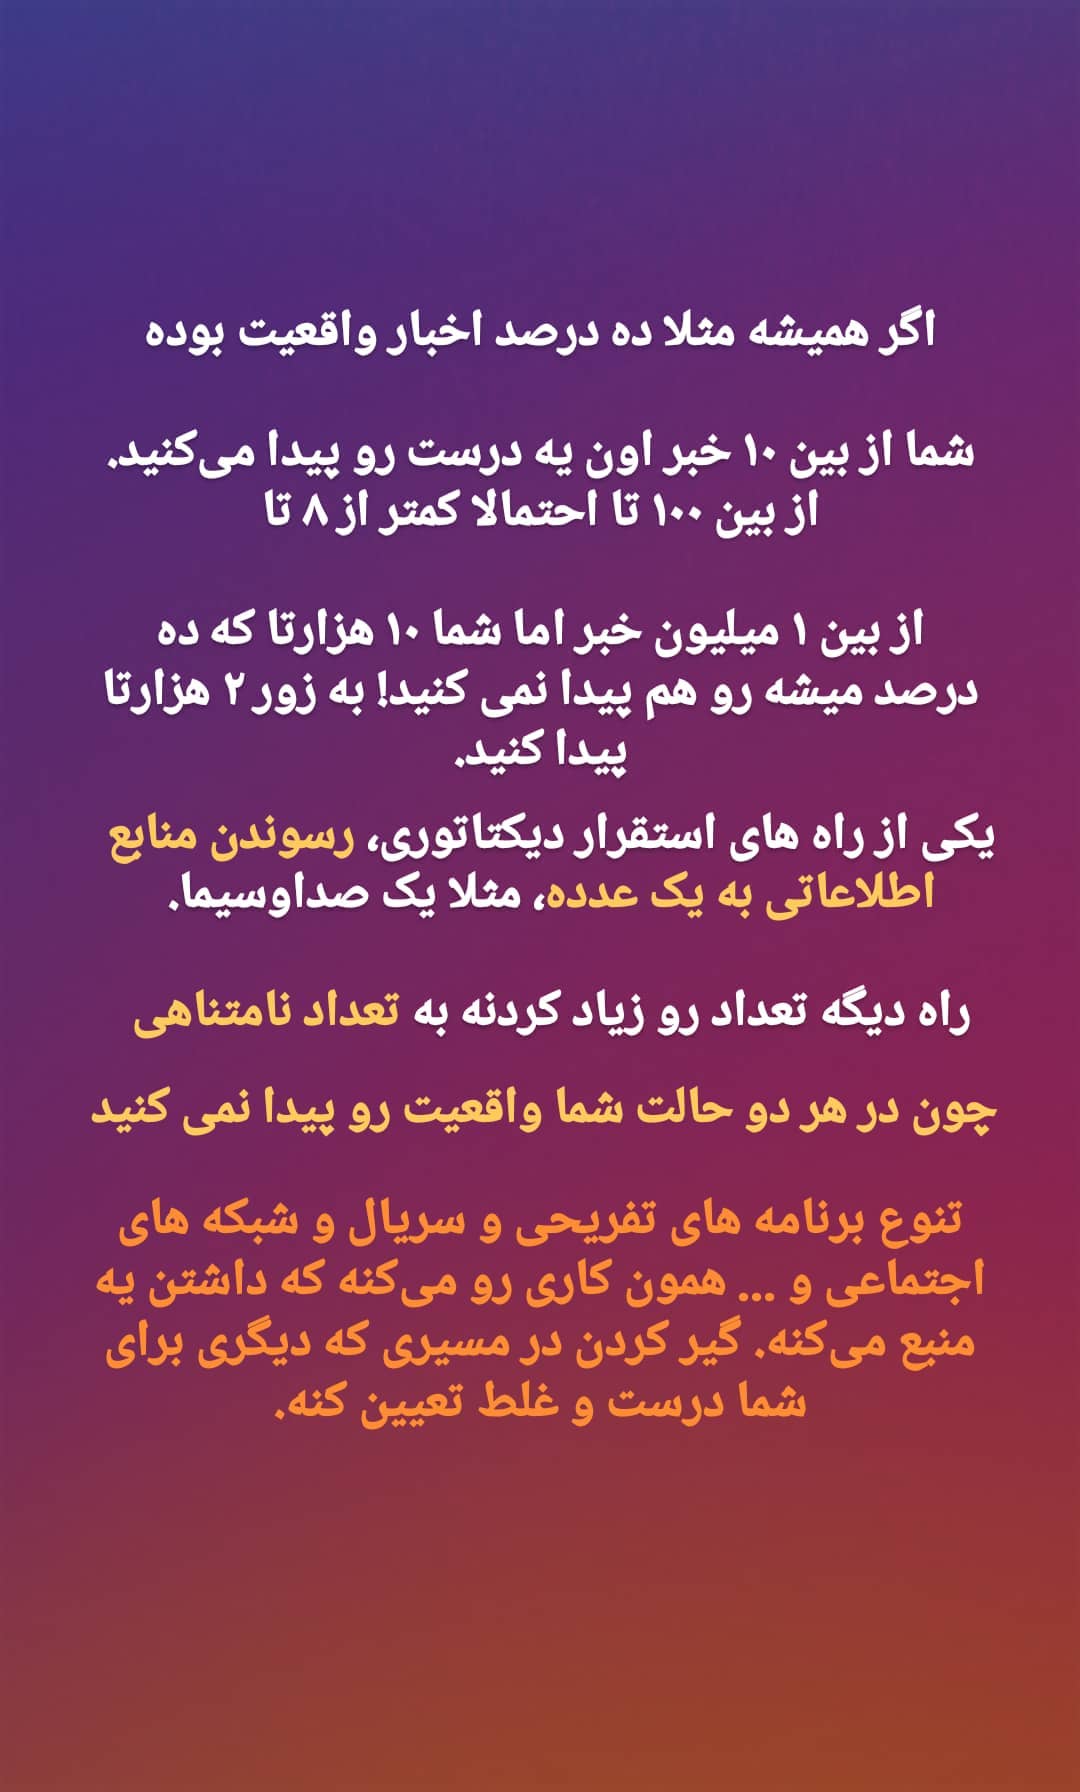 اگر همیشه مثلا ده درصد اخبار واقعیت بوده
شما از بین ۱۰ خبر اون یه درست رو پیدا می‌کنید.
از بین ۱۰۰ تا احتمالا کمتر از ۸ تا
از بین ۱ میلیون خبر اما شما ۱۰ هزارتا که ده
درصد میشه رو هم پیدا نمی کنید! به زور ۲ هزارتا
پیدا کنید.
یکی از راه های استقرار دیکتاتوری، رسوندن منابع
اطلاعاتی به یک عدده، مثلا یک صداوسیما.
راه دیگه تعداد رو زیاد کردنه به تعداد نامتناهی
چون در هر دو حالت شما واقعیت رو پیدا نمی کنید
تنوع برنامه های تفریحی و سریال و شبکه های
اجتماعی و ... همون کاری رو می‌کنه که داشتن یه
منبع می‌کنه. گیر کردن در مسیری که دیگری برای
شما درست و غلط تعیین کنه.